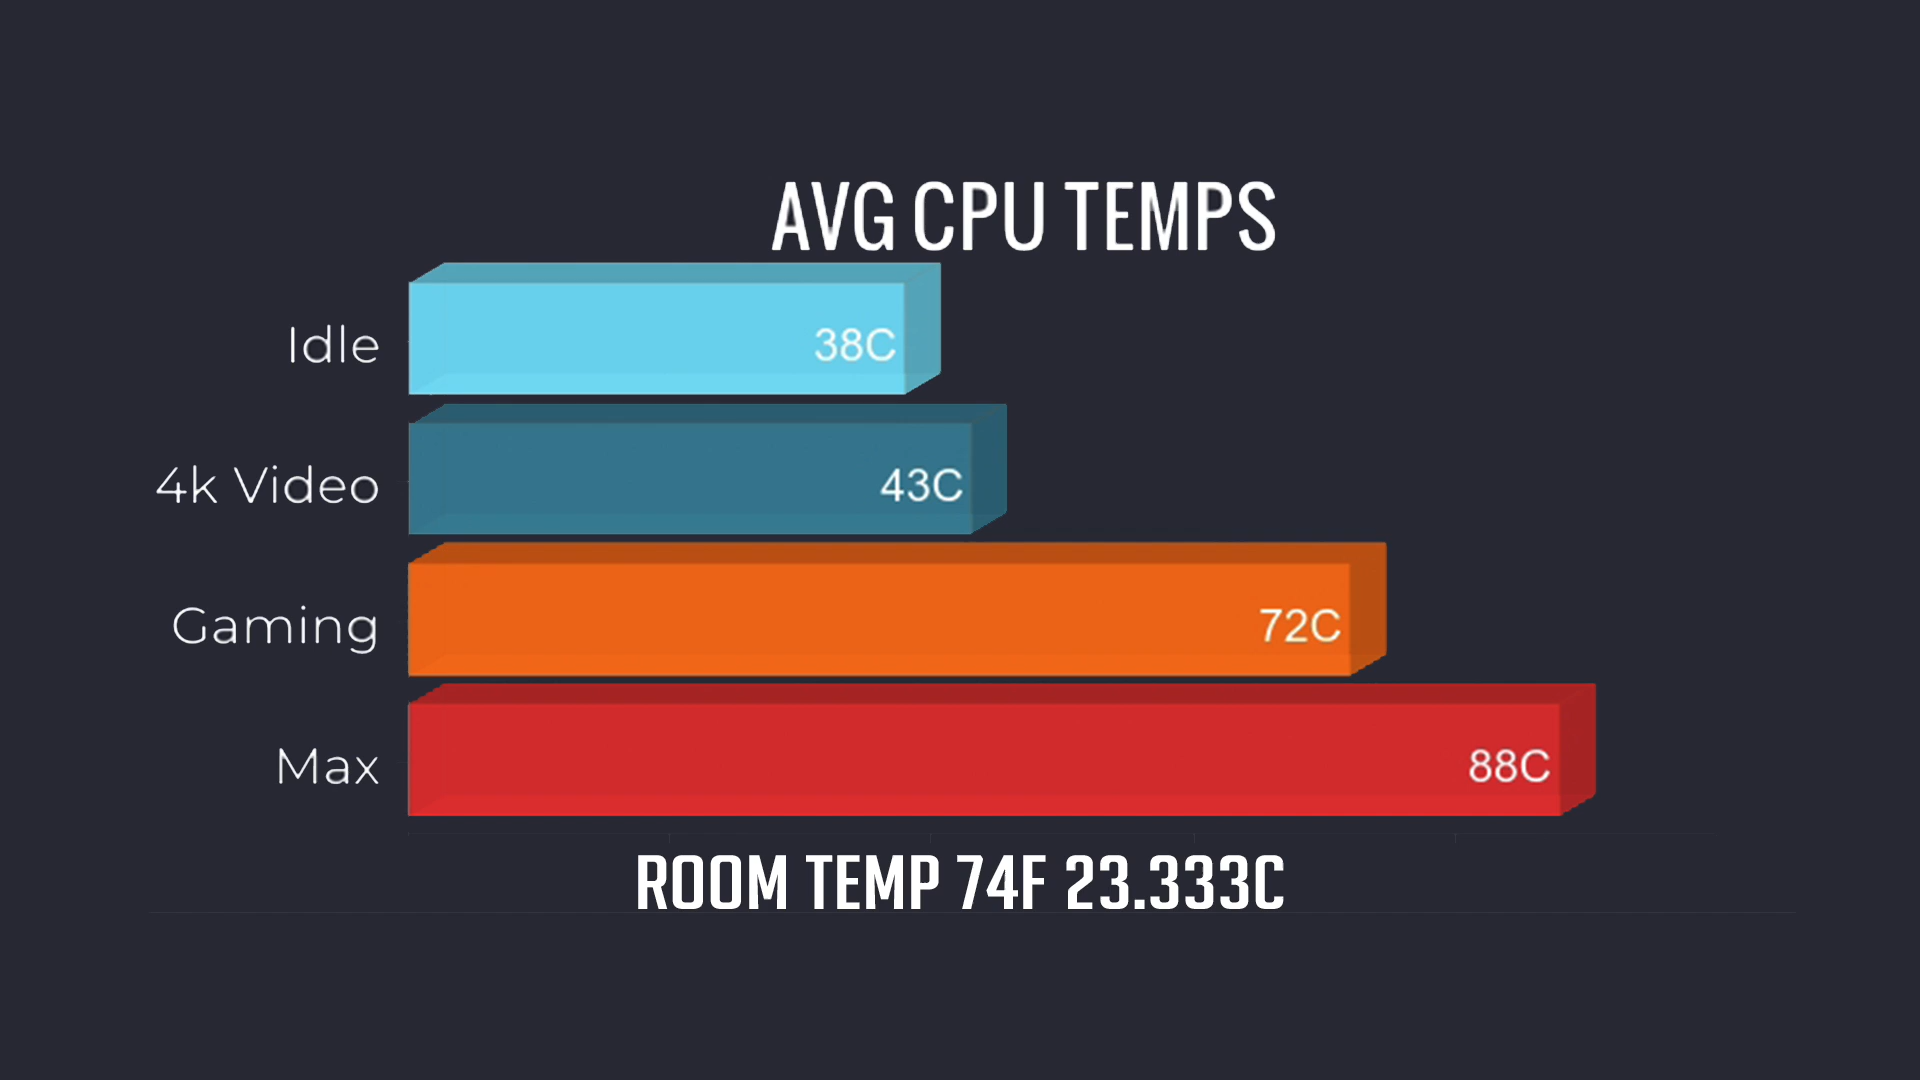 AVG CPU TEMPS
Idle 38C
4k Video 43C
Gaming 72C
Max 88C
ROOM TEMP 74F 23.333C